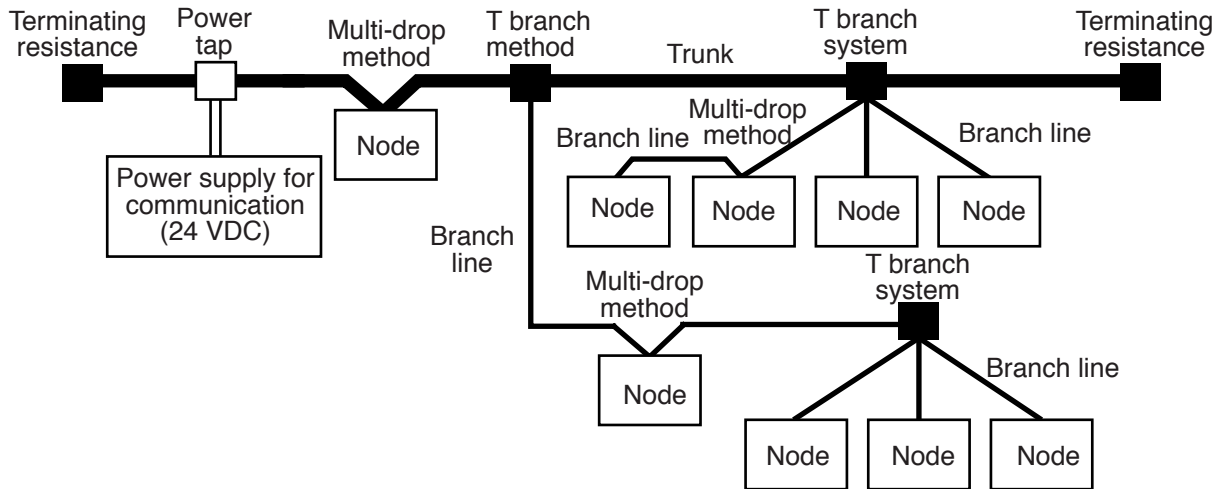 Terminating
resistance
Power
tap
Multi-drop
method
T branch
method
Trunk
T branch
system
Terminating
resistance
Node
Power supply for
communication
(24 VDC)
Branch line
Multi-drop
method
Branch line
Node
Node
Node
Node
Branch
line
Multi-drop
method
T branch
system
Node
Branch line
Node
Node
Node